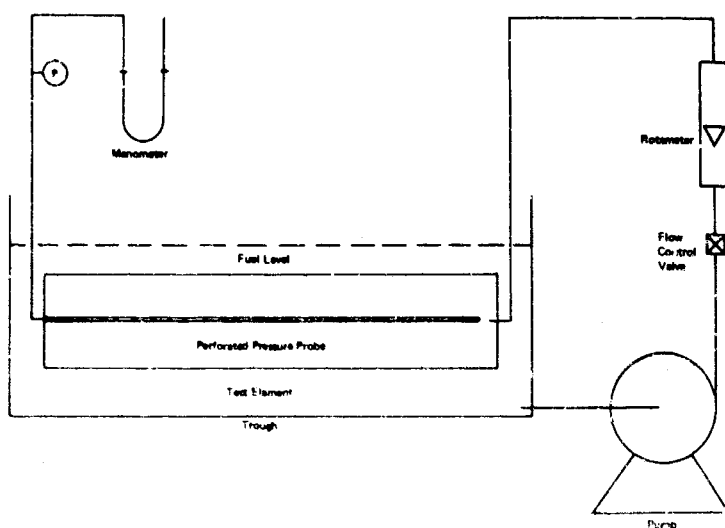 P
Manometer
Rotameter
Flow
Control
Valve
Fuel Level
Perforated Pressure Probe
Test Element
Trough
Pump